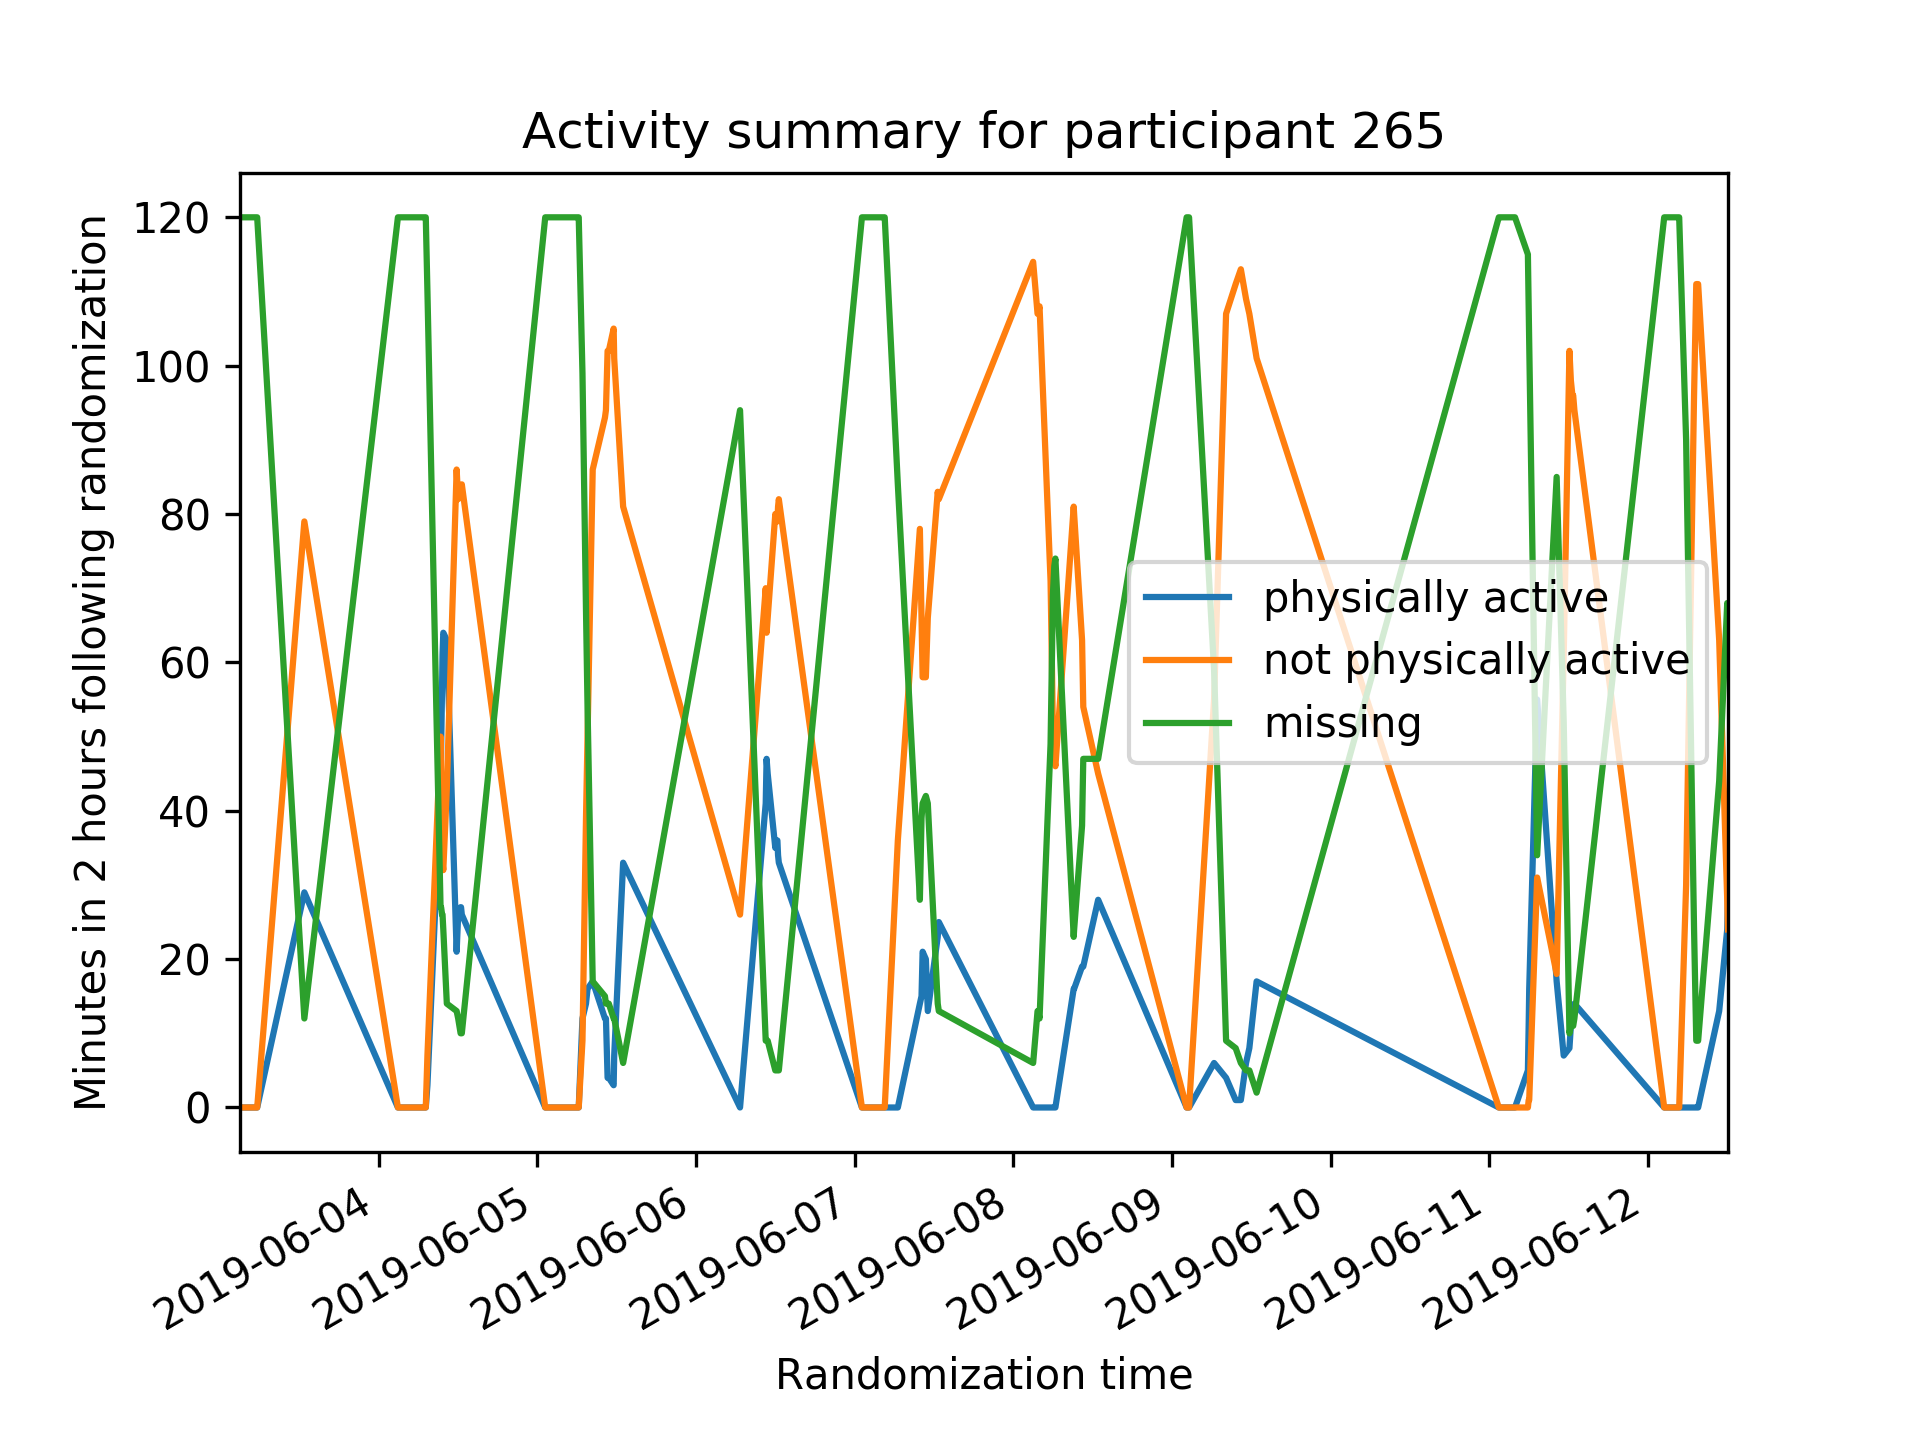 Activity summary for participant 265
Minutes in 2 hours following randomization
120
100
80
60
40
20
0
physically active
not physically active
missing
2019-06-04
2019-06-05
2019-06-06
2019-06-07
2019-06-08
2019-06-09
2019-06-10
2019-06-11
2019-06-12
Randomization time